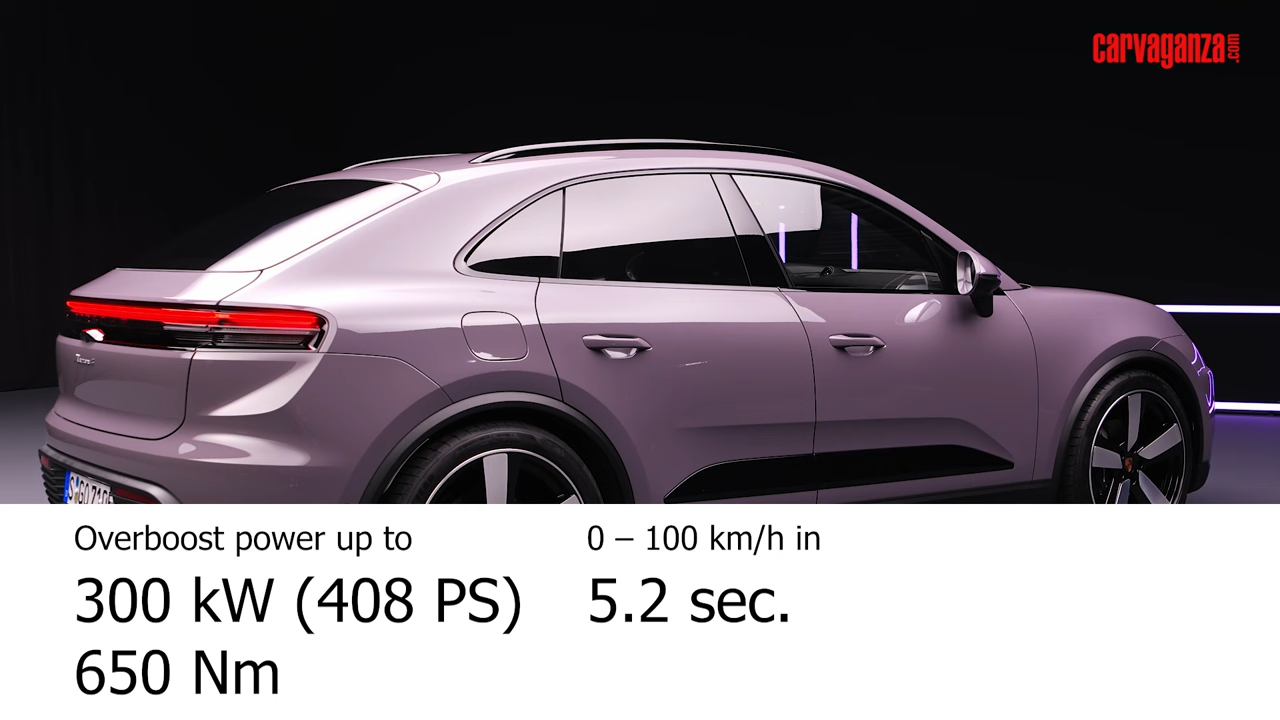 carvaganza.com
Overboost power up to
300 kW (408 PS)
650 Nm
0 – 100 km/h in
5.2 sec.